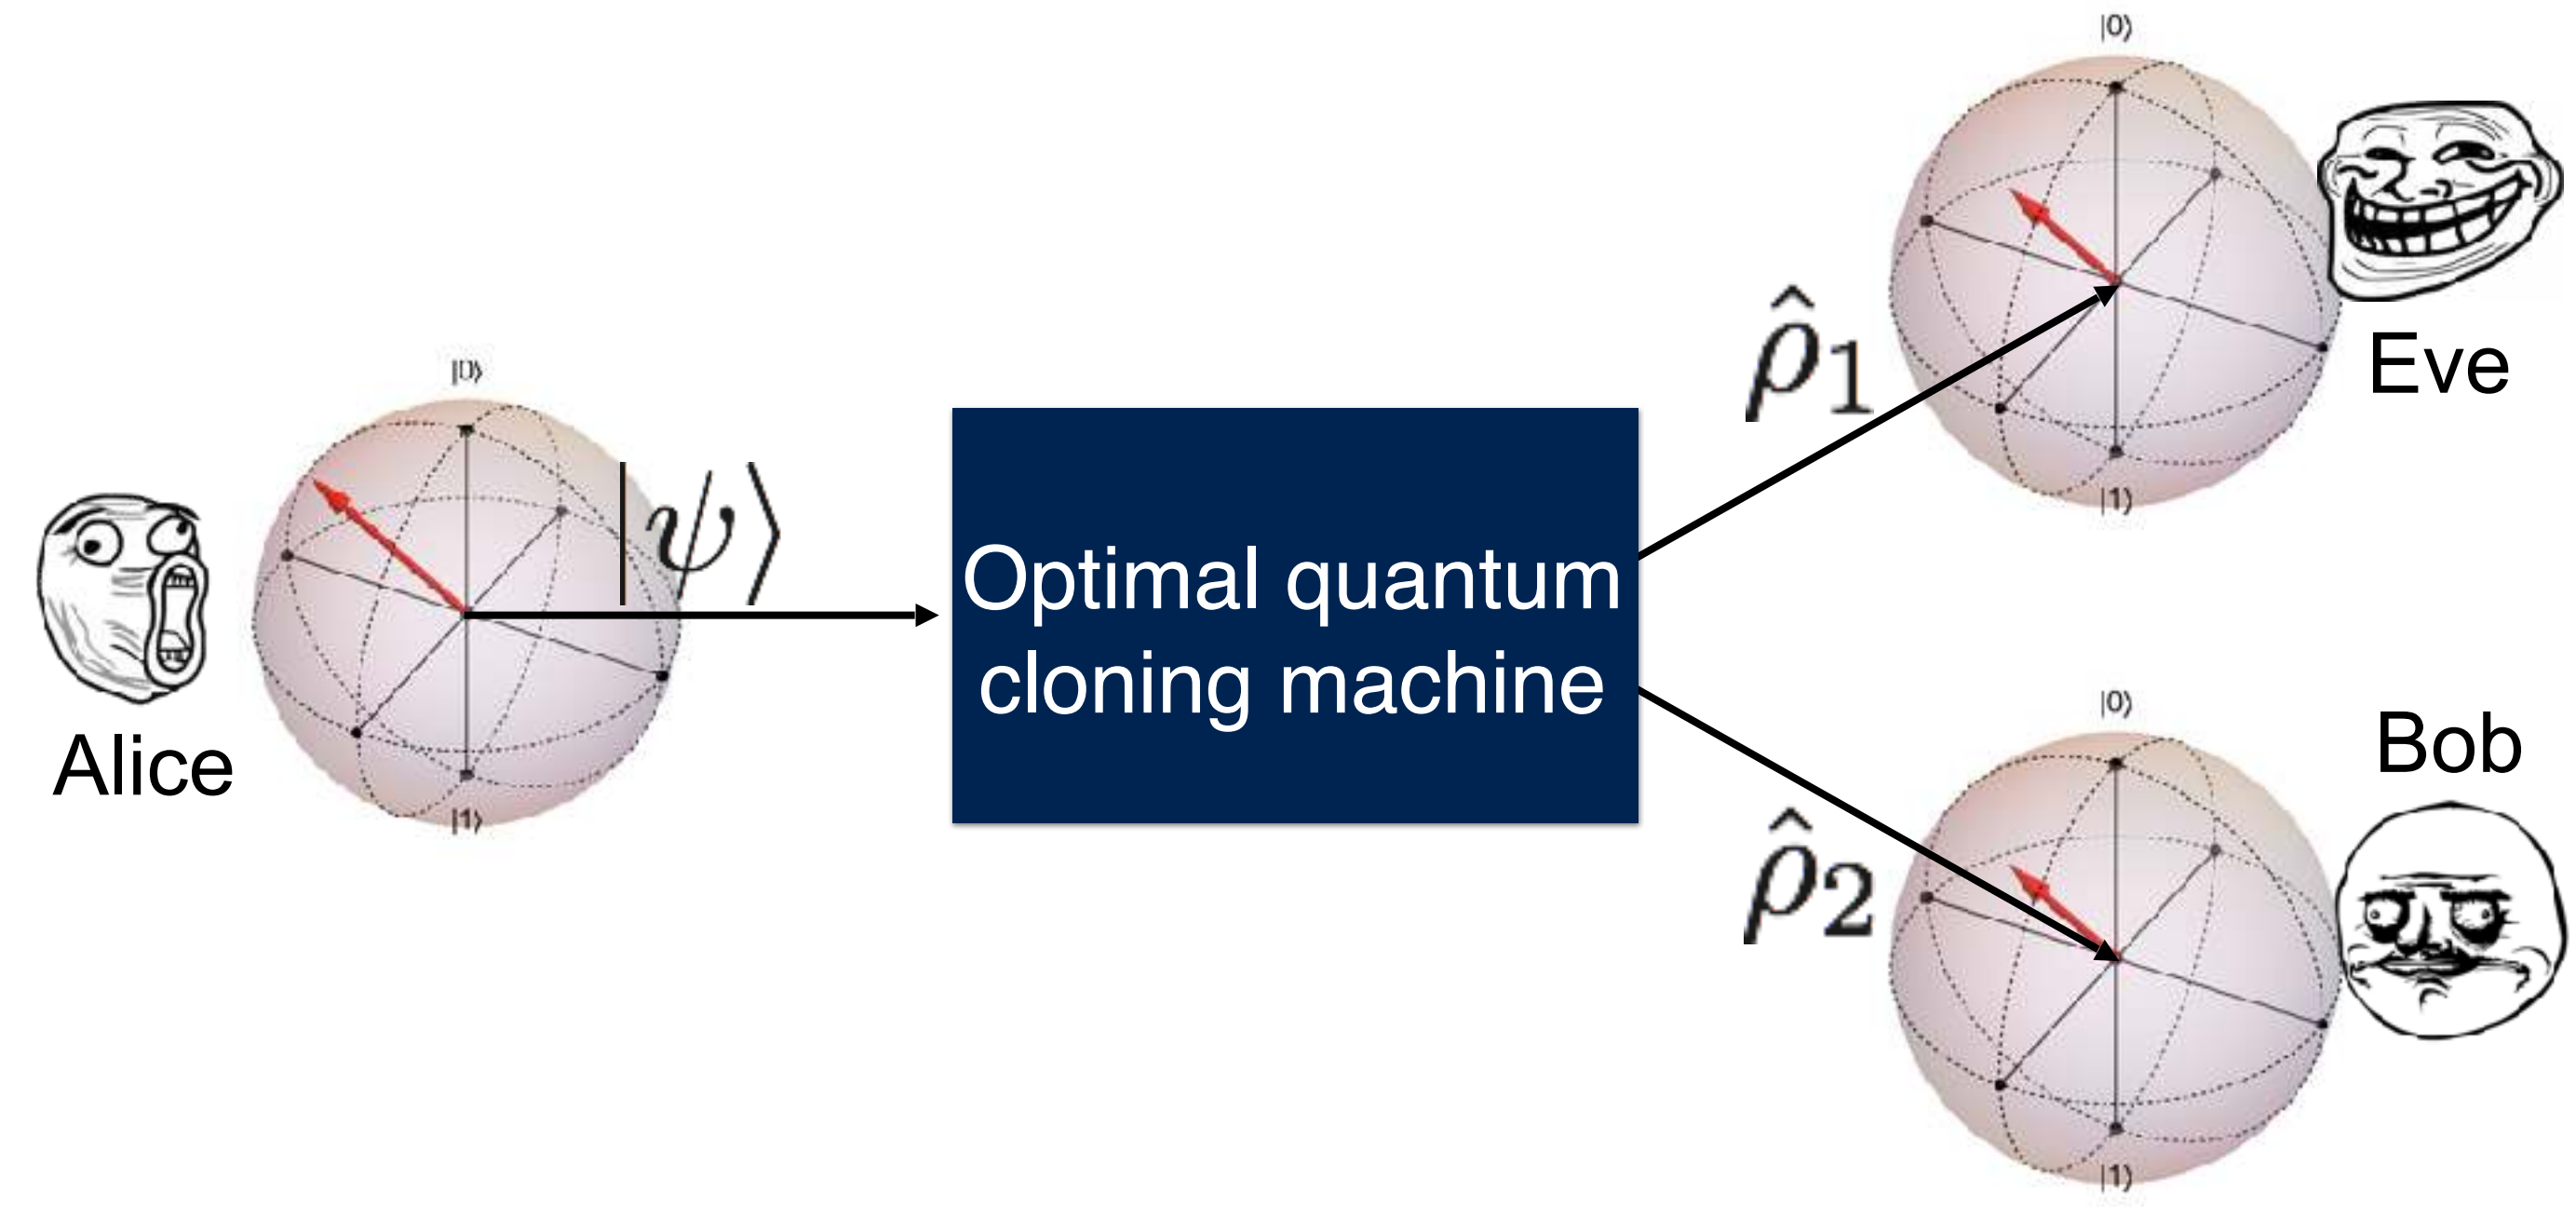 |0⟩
|1⟩
|ψ⟩
Alice
Optimal quantum
cloning machine
|0⟩
|1⟩
ρ̂₁
Eve
|0⟩
|1⟩
ρ̂₂
Bob